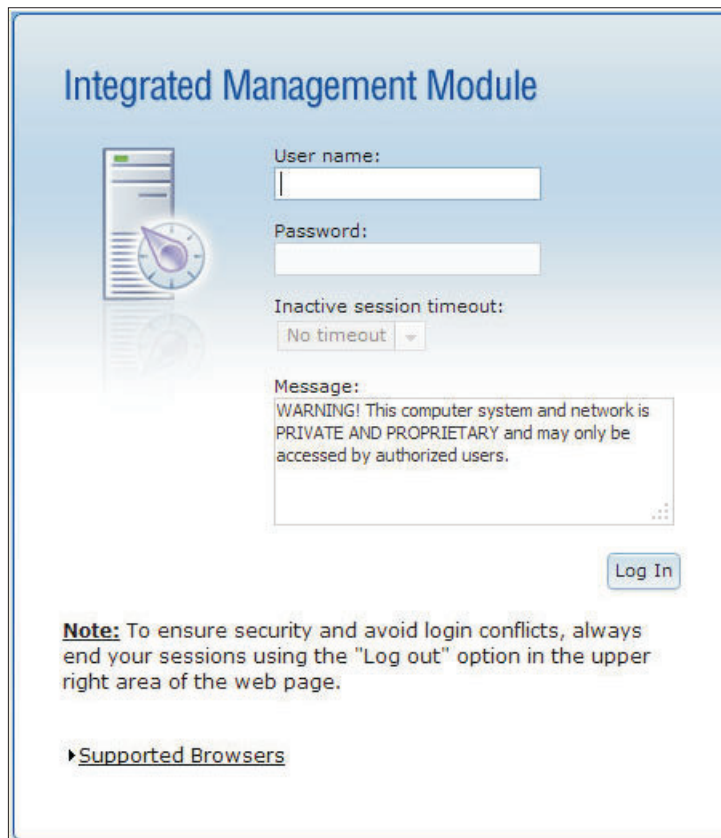 Integrated Management Module
User name:
Password:
Inactive session timeout:
No timeout
Message:
WARNING! This computer system and network is
PRIVATE AND PROPRIETARY and may only be
accessed by authorized users.
Log In
Note: To ensure security and avoid login conflicts, always
end your sessions using the "Log out" option in the upper
right area of the web page.
Supported Browsers